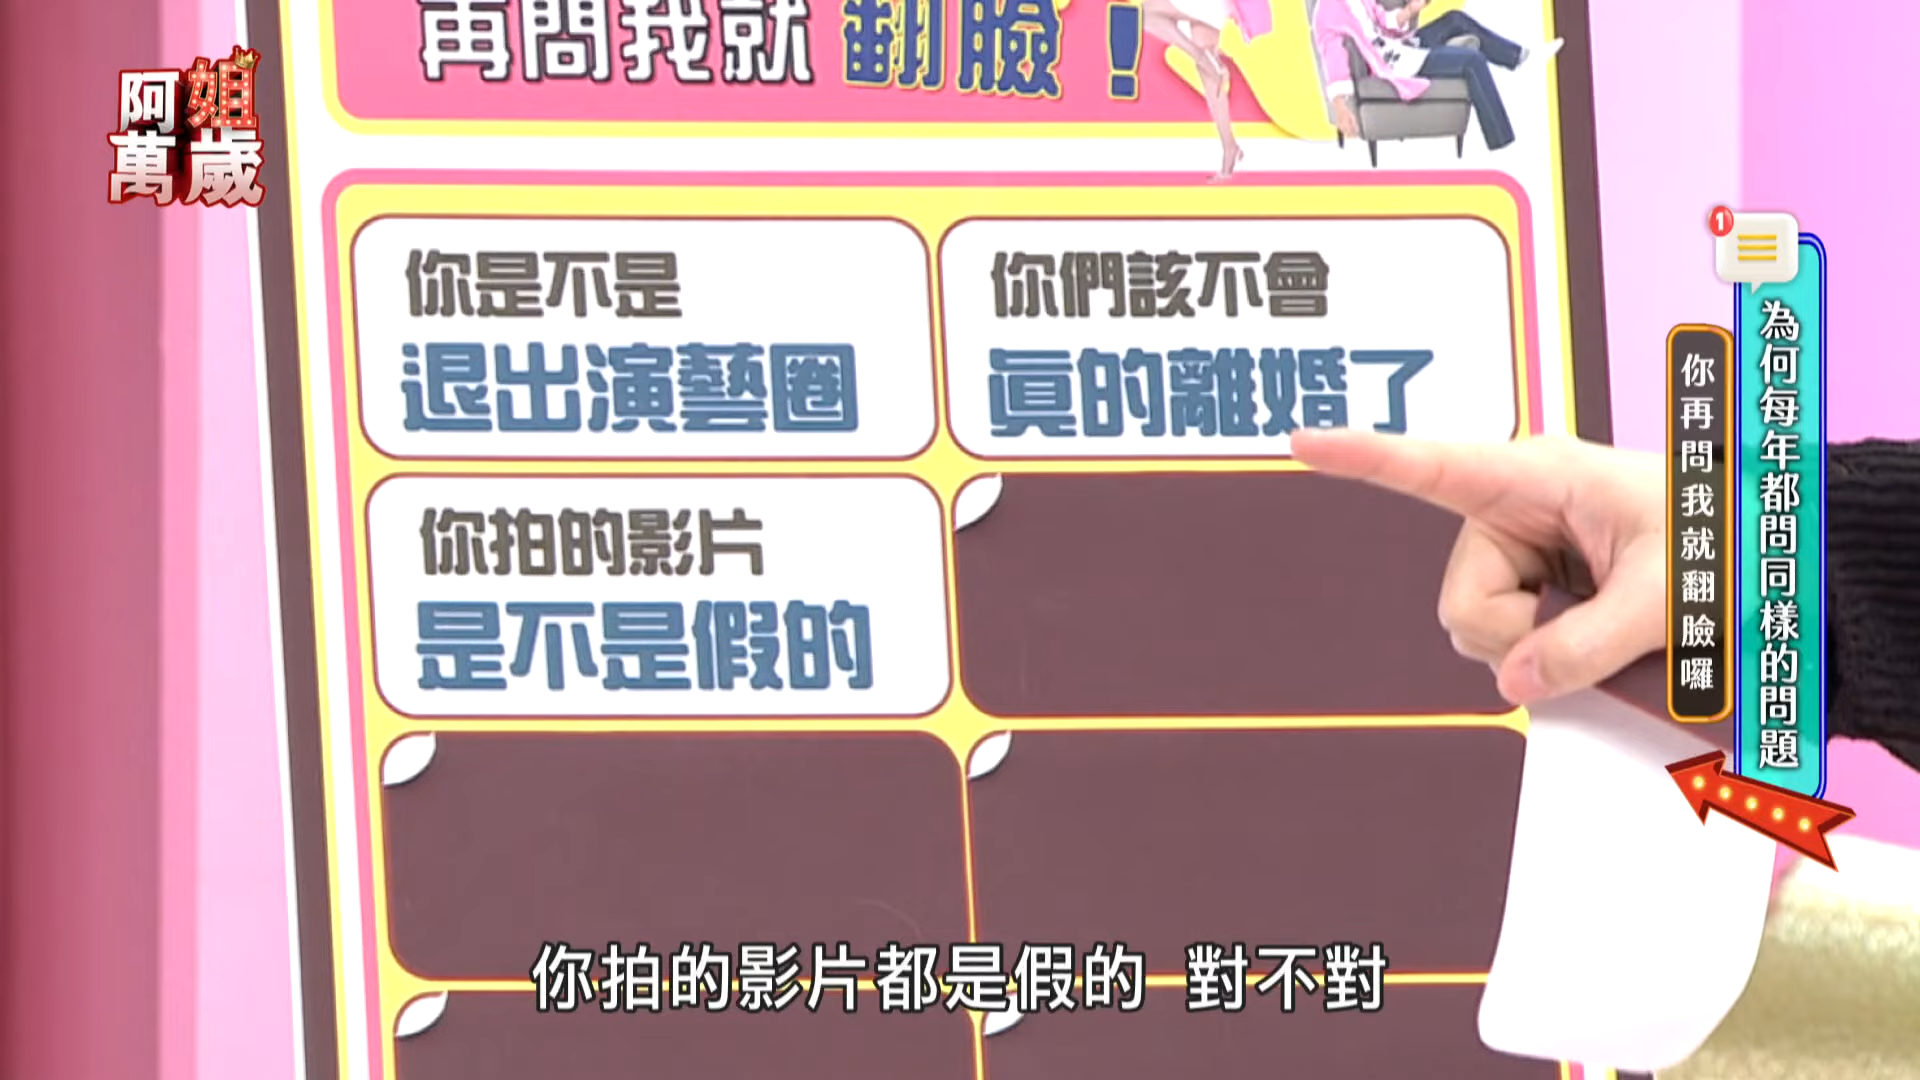 再問我就翻臉！
阿姐
萬歲
你是不是
退出演藝圈
你們該不會
真的離婚了
你拍的影片
是不是假的
1
為何每年都問同樣的問題
你再問我就翻臉囉
你拍的影片都是假的 對不對